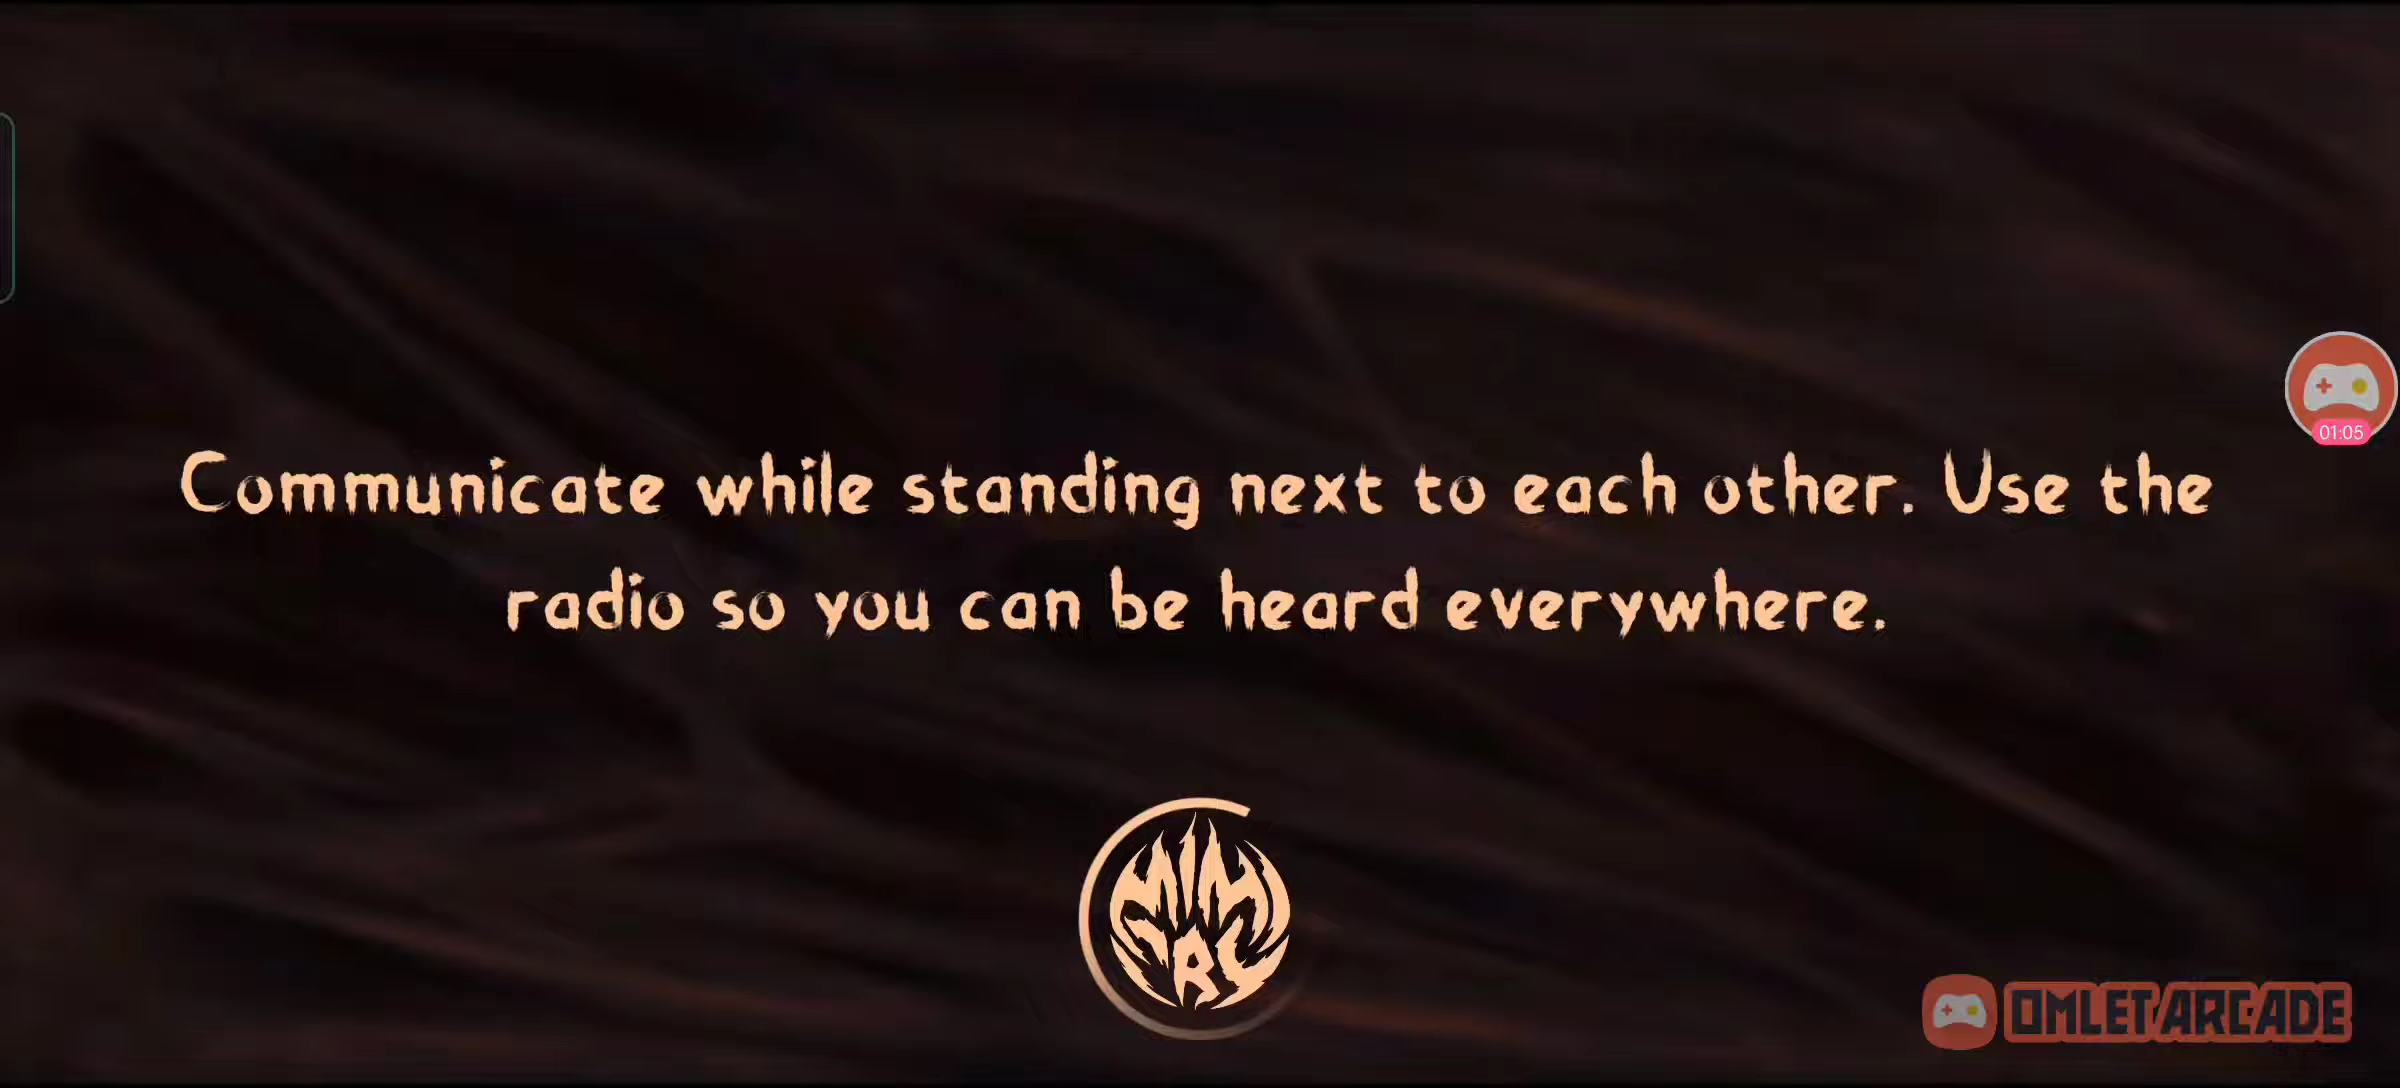 01:05
Communicate while standing next to each other. Use the
radio so you can be heard everywhere.
MIMICRY
OMLET ARCADE